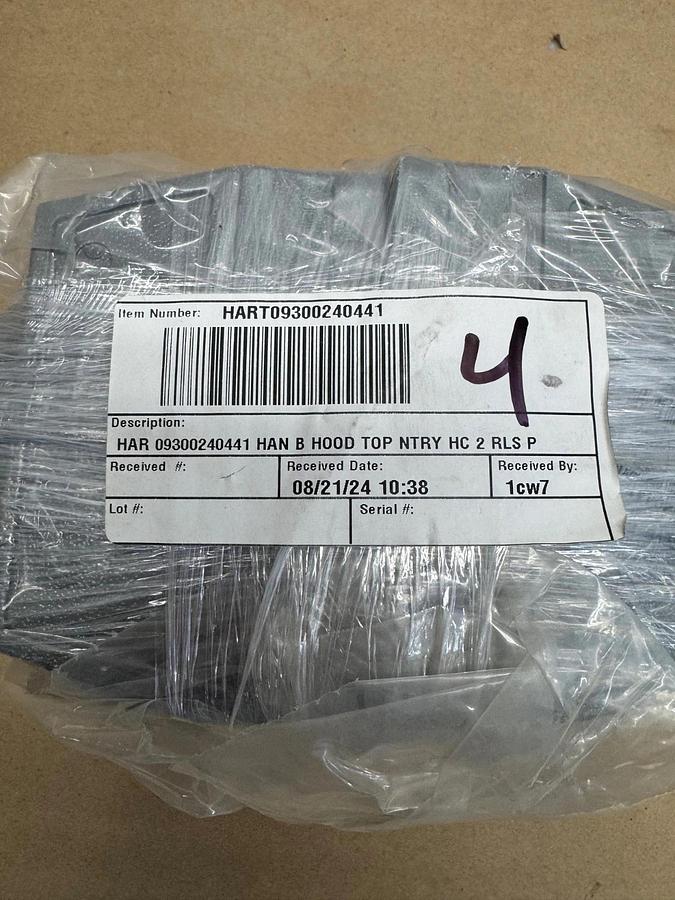 Item Number: HART09300240441
4
Description:
HAR 09300240441 HAN B HOOD TOP NTRY HC 2 RLS P
Received #: Received Date: Received By:
08/21/24 10:38 1cw7
Lot #: Serial #: